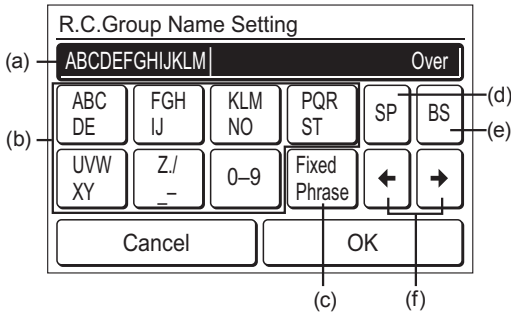 R.C.Group Name Setting
(a)
ABCDEFGHIJKLM
Over
(b)
ABC
DE
FGH
IJ
KLM
NO
PQR
ST
SP
BS
(d)
(e)
UVW
XY
Z./
_–
0–9
Fixed
Phrase
Cancel
OK
(c)
(f)